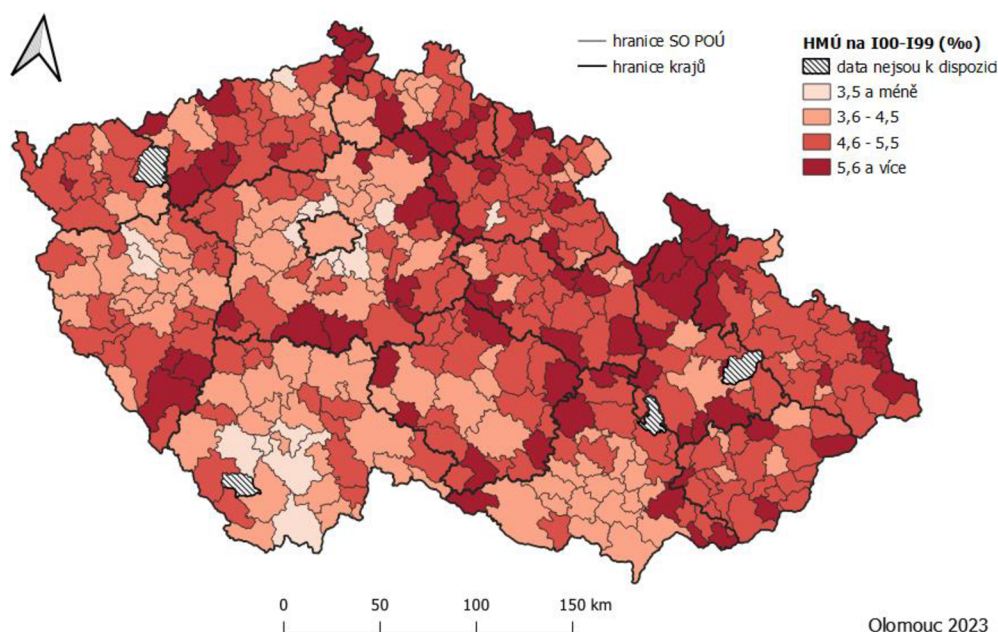 hranice SO POÚ
hranice krajů
HMÚ na I00-I99 (‰)
data nejsou k dispozici
3,5 a méně
3,6 - 4,5
4,6 - 5,5
5,6 a více
0 50 100 150 km
Olomouc 2023